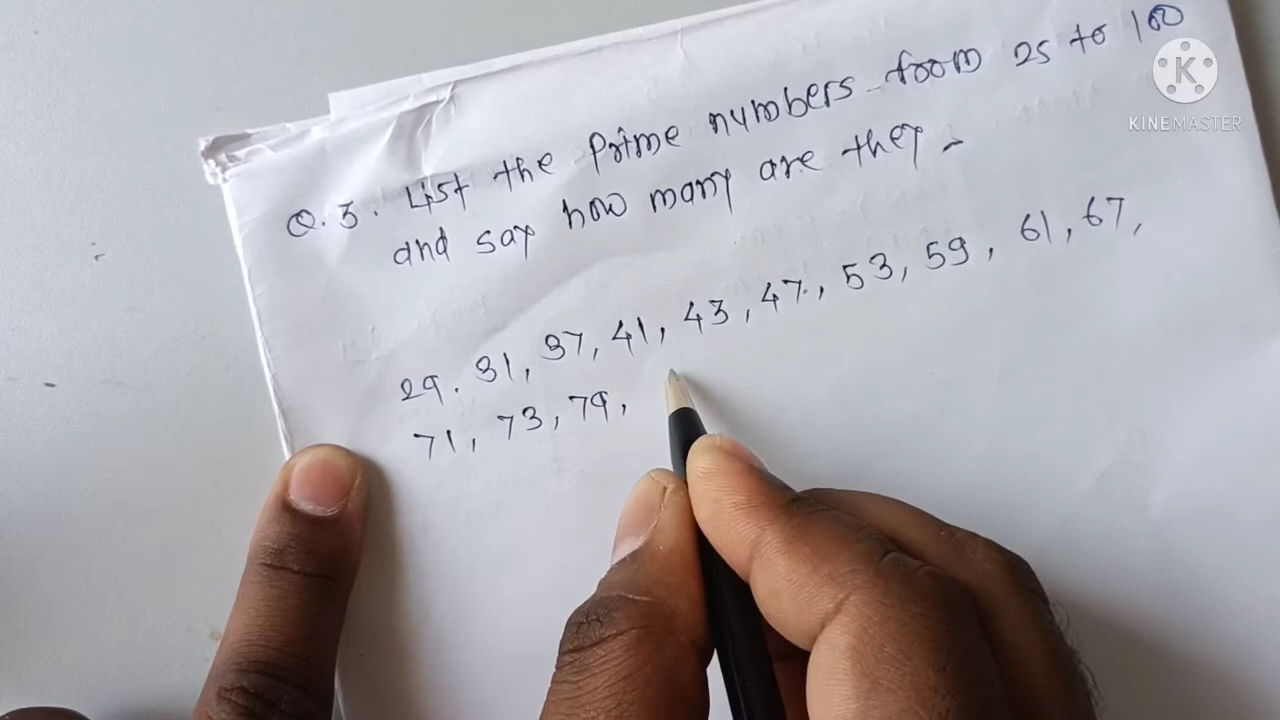 Q. 3. List the Prime numbers from 25 to 100
and say how many are they.
29. 31, 37, 41, 43, 47, 53, 59, 61, 67,
71, 73, 79,
K
KINEMASTER